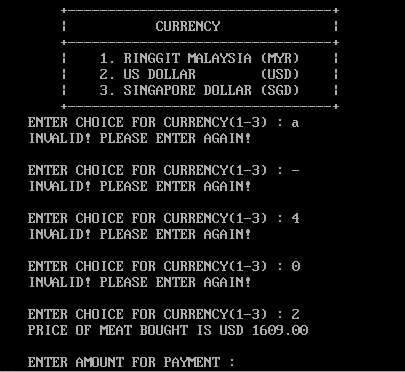 CURRENCY
1. RINGGIT MALAYSIA (MYR)
2. US DOLLAR (USD)
3. SINGAPORE DOLLAR (SGD)
ENTER CHOICE FOR CURRENCY(1-3) : a
INVALID! PLEASE ENTER AGAIN!
ENTER CHOICE FOR CURRENCY(1-3) : -
INVALID! PLEASE ENTER AGAIN!
ENTER CHOICE FOR CURRENCY(1-3) : 4
INVALID! PLEASE ENTER AGAIN!
ENTER CHOICE FOR CURRENCY(1-3) : 0
INVALID! PLEASE ENTER AGAIN!
ENTER CHOICE FOR CURRENCY(1-3) : 2
PRICE OF MEAT BOUGHT IS USD 1609.00
ENTER AMOUNT FOR PAYMENT :